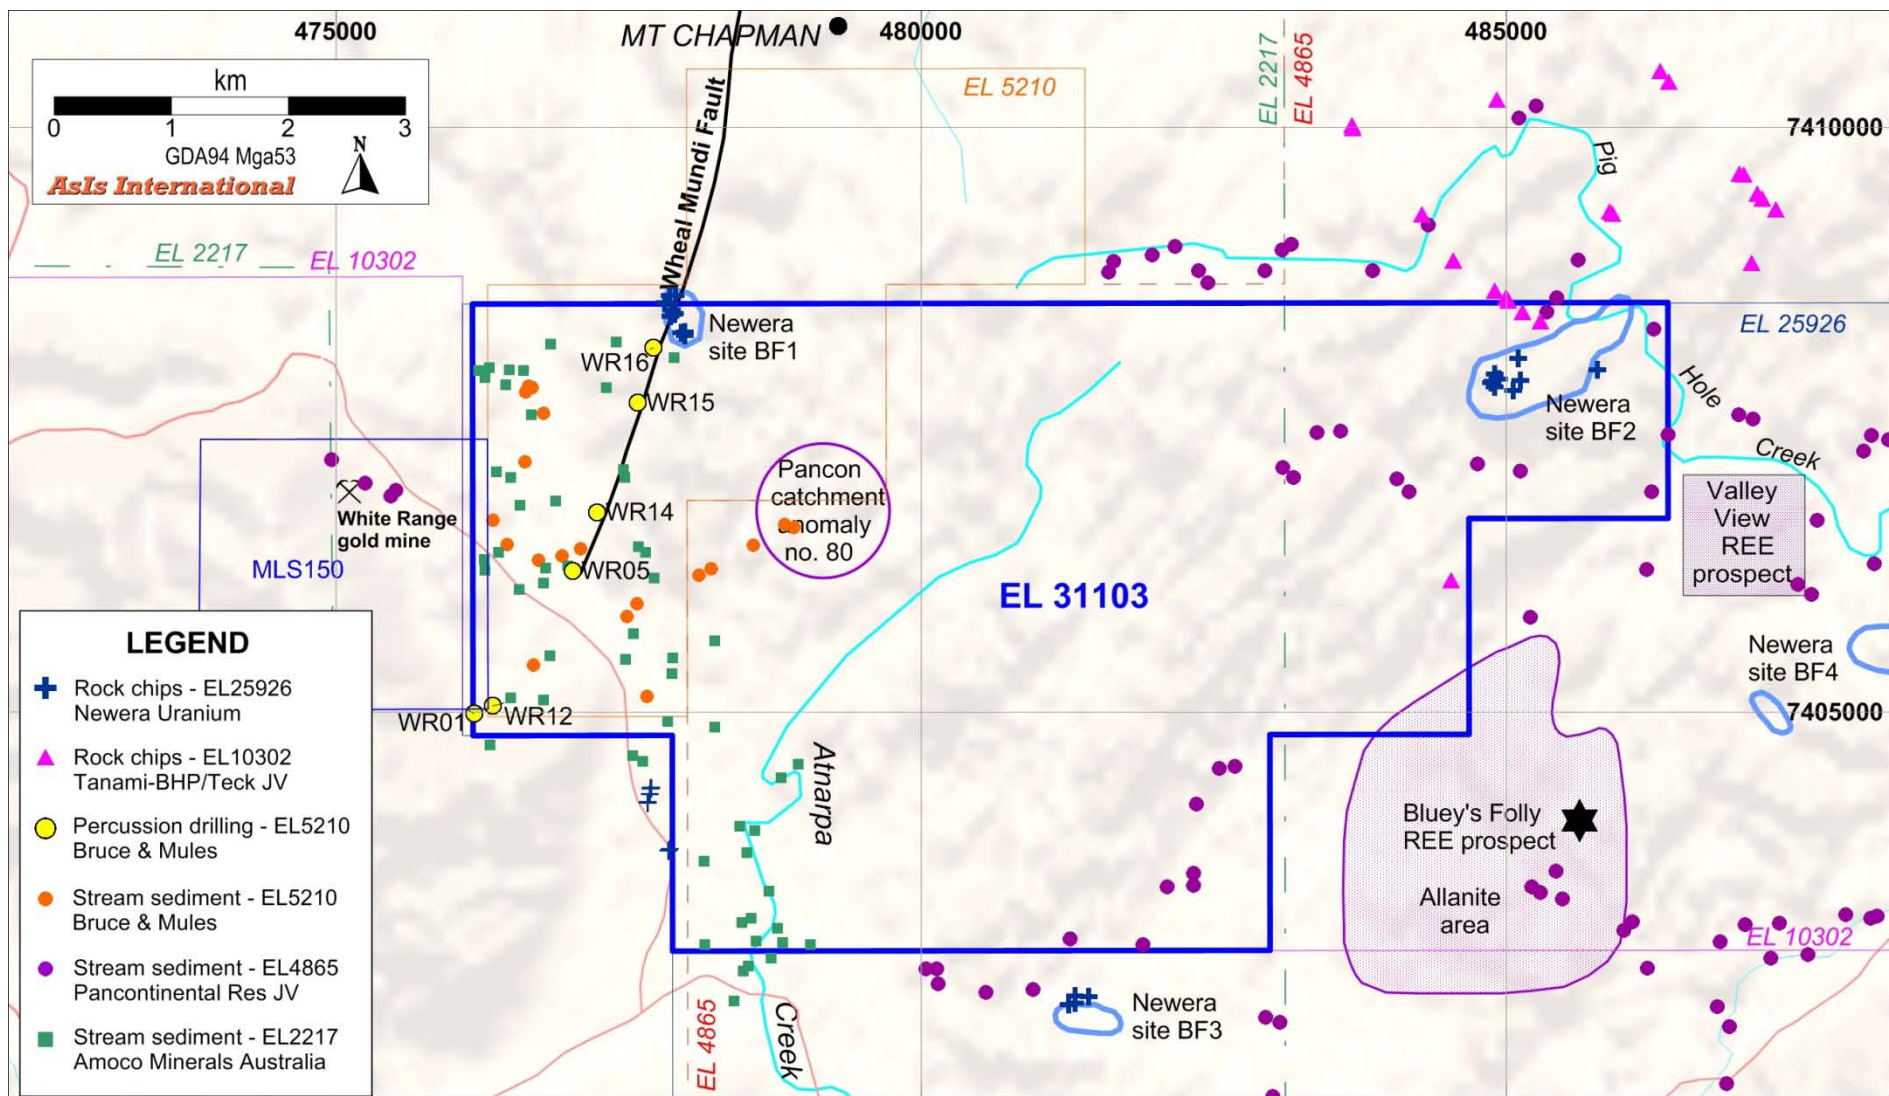 475000
MT CHAPMAN
480000
485000
km
0 1 2 3
GDA94 Mga53
N
AsIs International
Wheal Mundi Fault
EL 5210
EL 2217
EL 4865
7410000
Pig
EL 2217
EL 10302
EL 25926
Newera
site BF1
WR16
WR15
Hole
Newera
site BF2
Creek
Pancon
catchment
anomaly
no. 80
WR14
White Range
gold mine
Valley
View
REE
prospect
MLS150
WR05
EL 31103
Newera
site BF4
WR01
WR12
7405000
Atnarpa
Bluey's Folly
REE prospect
Allanite
area
EL 10302
Newera
site BF3
Creek
EL 4865
LEGEND
Rock chips - EL25926
Newera Uranium
Rock chips - EL10302
Tanami-BHP/Teck JV
Percussion drilling - EL5210
Bruce & Mules
Stream sediment - EL5210
Bruce & Mules
Stream sediment - EL4865
Pancontinental Res JV
Stream sediment - EL2217
Amoco Minerals Australia